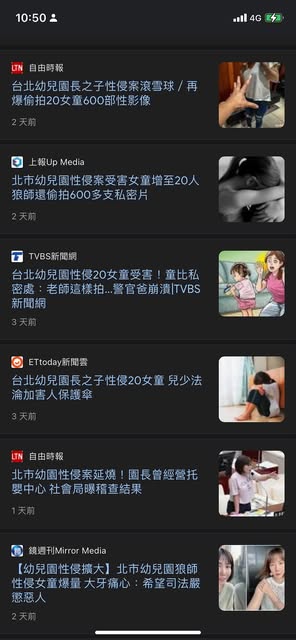 10:50
4G
LTN 自由時報
台北幼兒園長之子性侵案滾雪球 / 再
爆偷拍20女童600部性影像
2 天前
上報Up Media
北市幼兒園性侵案受害女童增至20人
狼師還偷拍600多支私密片
2 天前
TVBS新聞網
台北幼兒園性侵20女童受害！童比私
密處：老師這樣拍...警官爸崩潰|TVBS
新聞網
3 天前
ETtoday新聞雲
台北幼兒園長之子性侵20女童 兒少法
淪加害人保護傘
3 天前
LTN 自由時報
北市幼園性侵案延燒！園長曾經營托
嬰中心 社會局曝稽查結果
1 天前
鏡週刊Mirror Media
【幼兒園性侵擴大】北市幼兒園狼師
性侵女童爆量 大牙痛心：希望司法嚴
懲惡人
2 天前